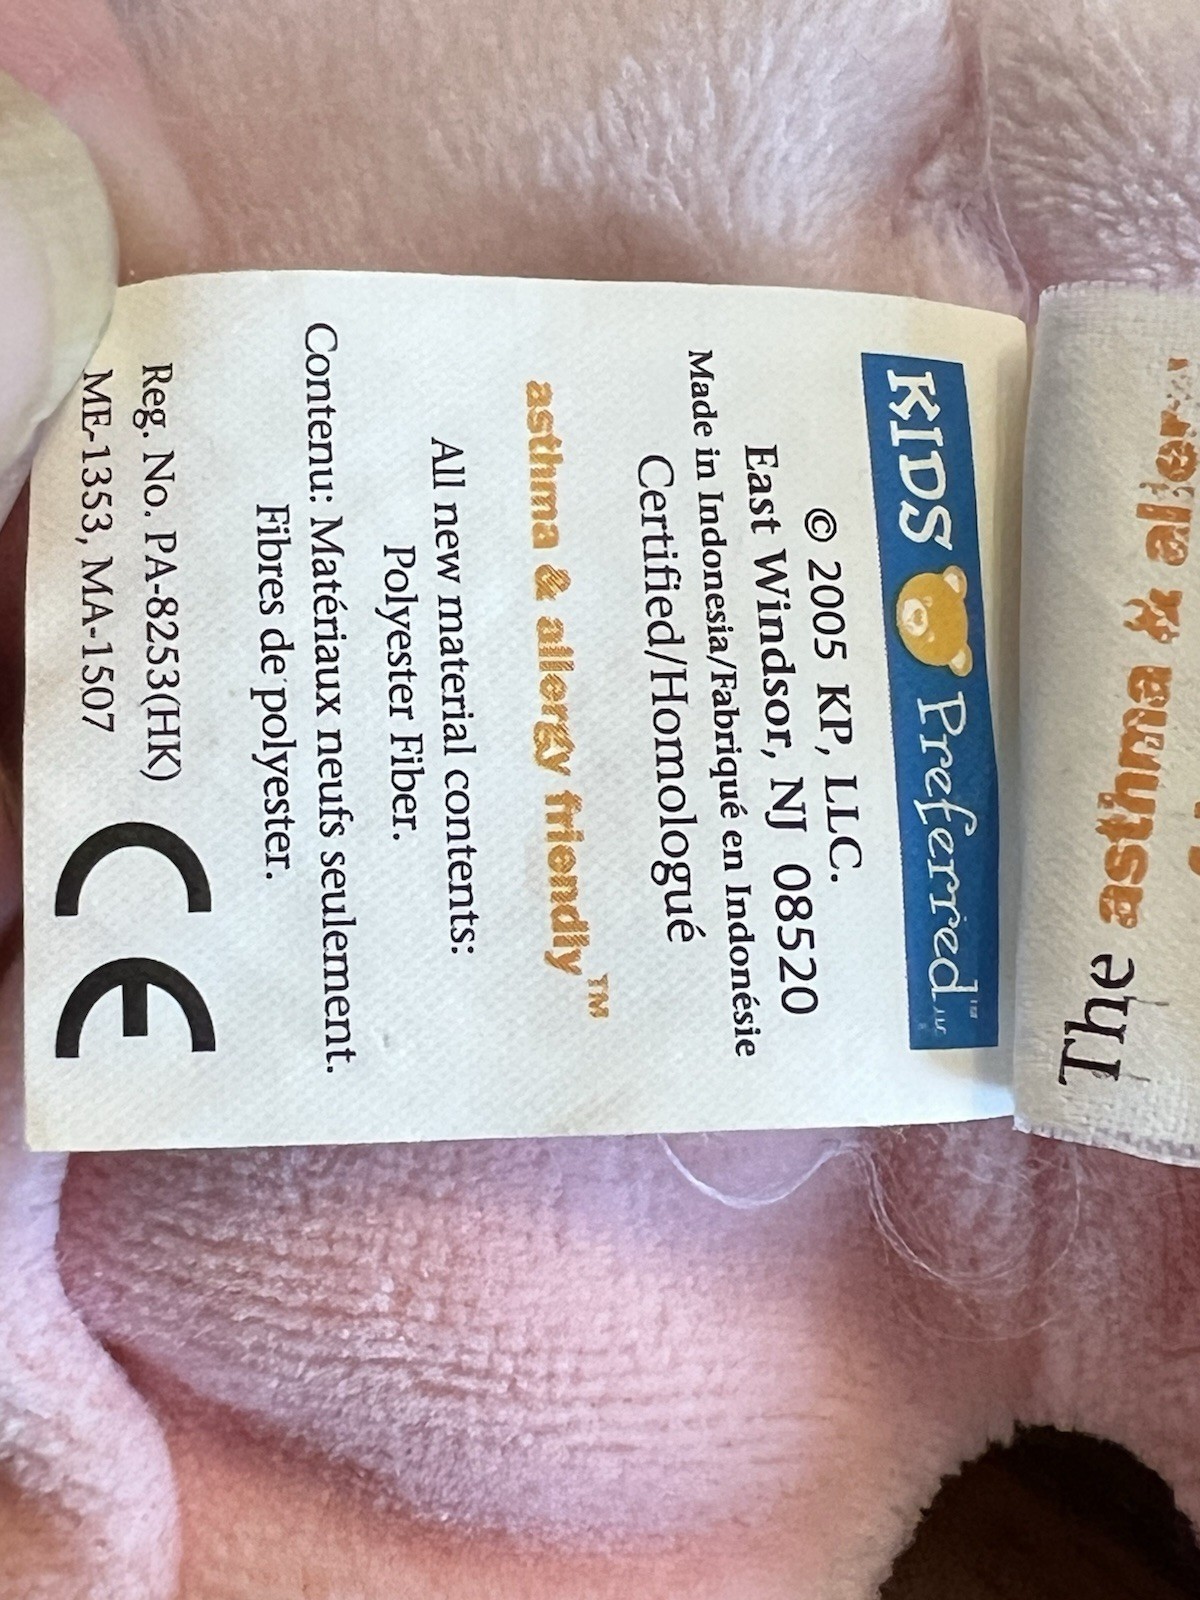 KIDS Preferred™
© 2005 KP, LLC.
East Windsor, NJ 08520
Made in Indonesia/Fabriqué en Indonésie
Certified/Homologué
asthma & allergy friendly™
All new material contents:
Polyester Fiber.
Contenu: Matériaux neufs seulement.
Fibres de polyester.
Reg. No. PA-8253(HK)
ME-1353, MA-1507
CE
The
asthma &